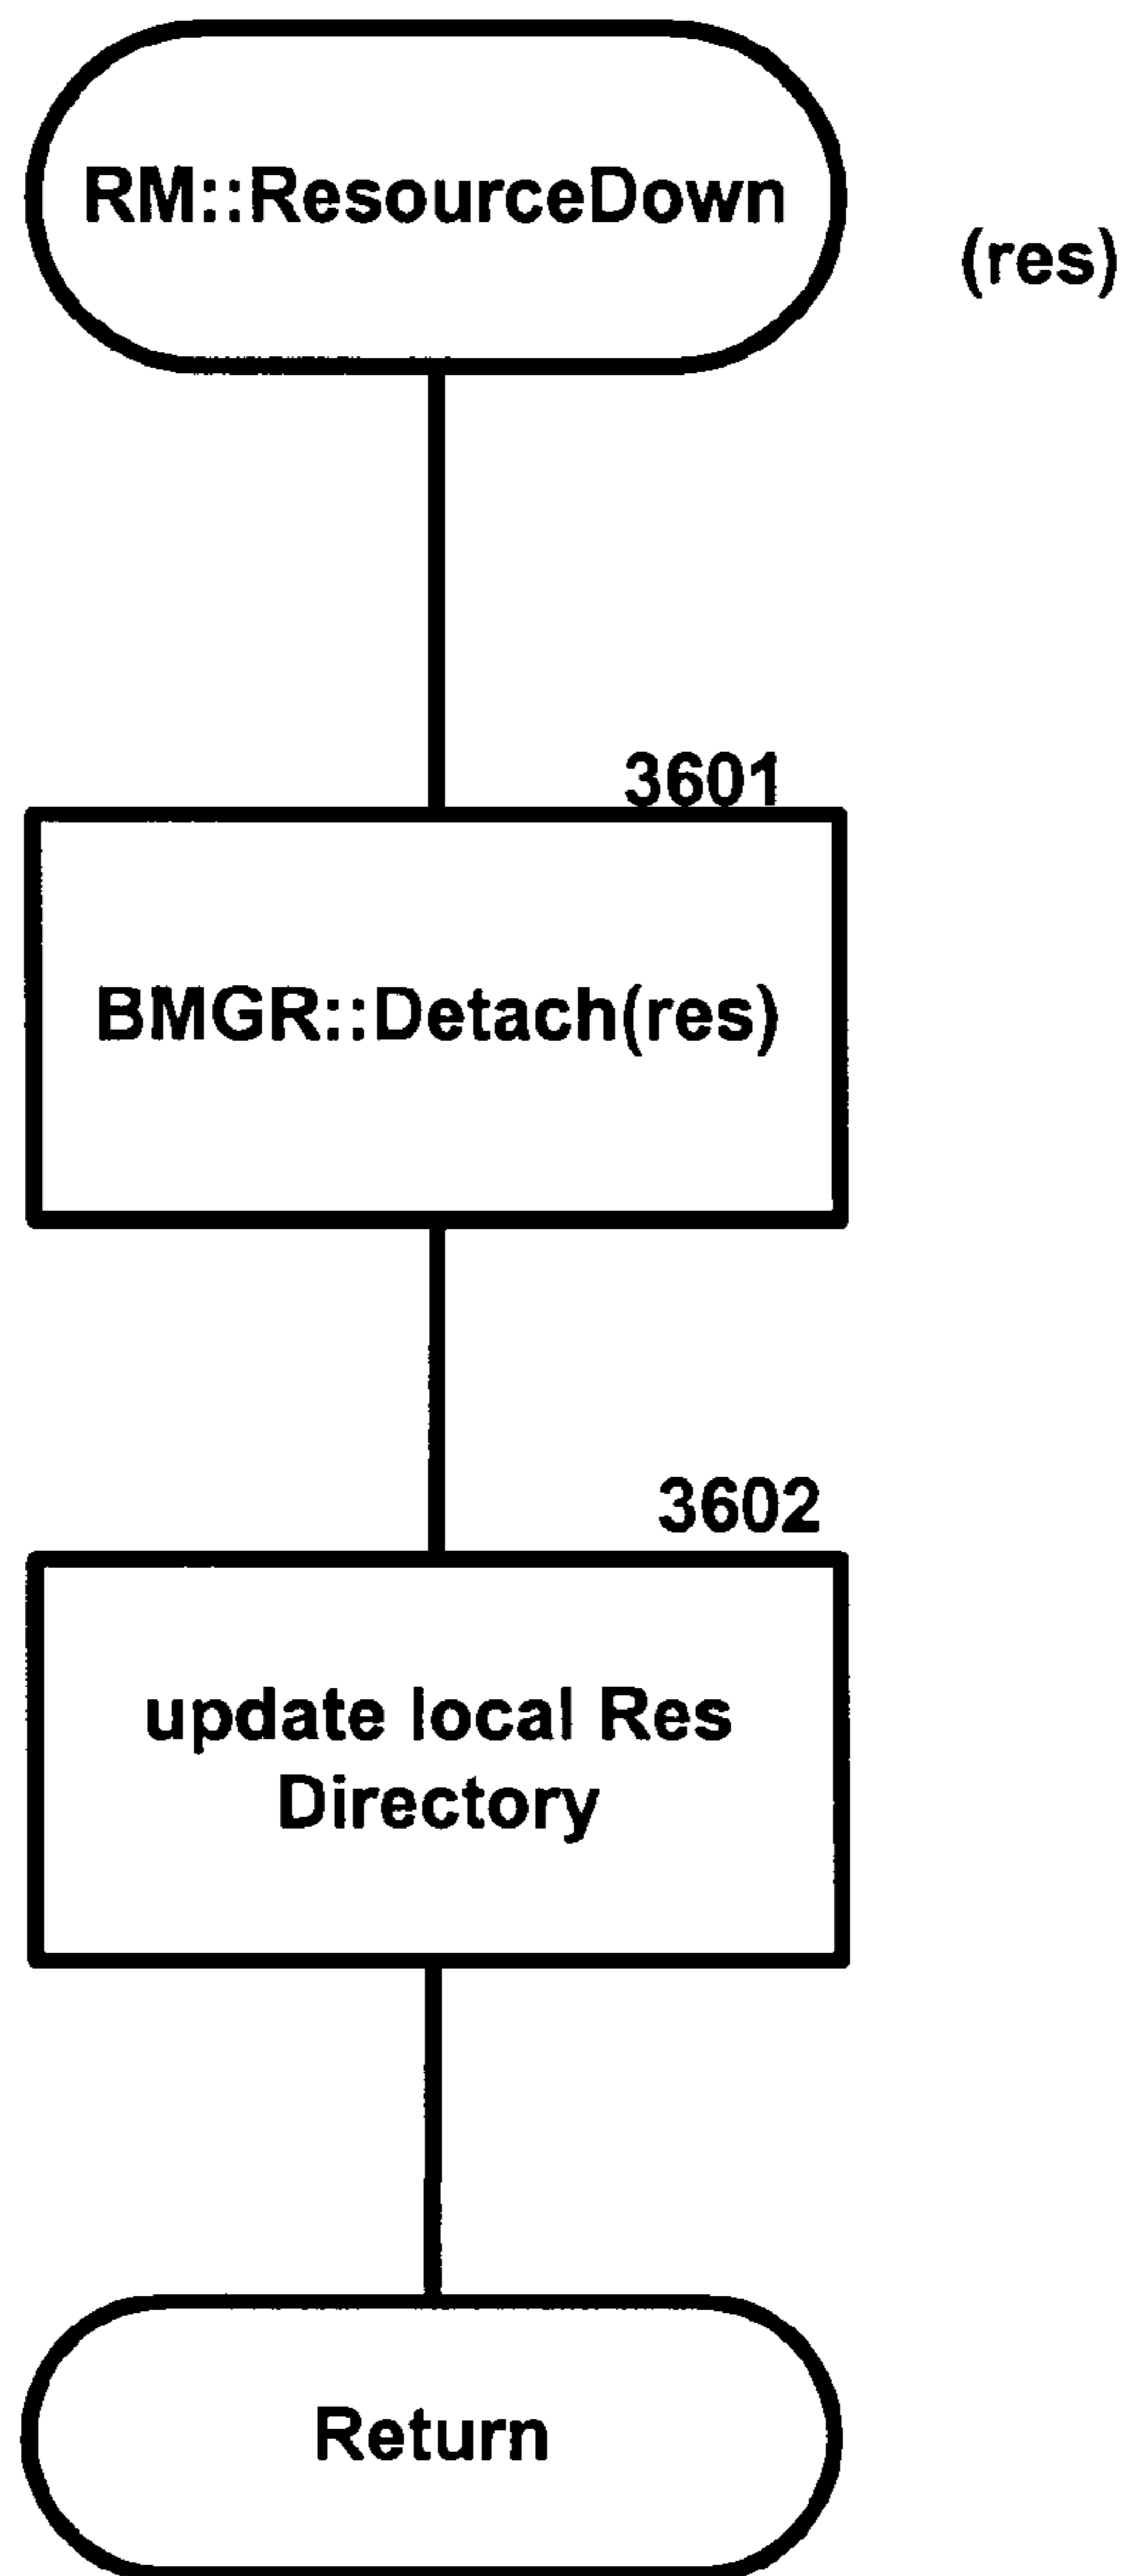 RM::ResourceDown
(res)
3601
BMGR::Detach(res)
3602
update local Res
Directory
Return